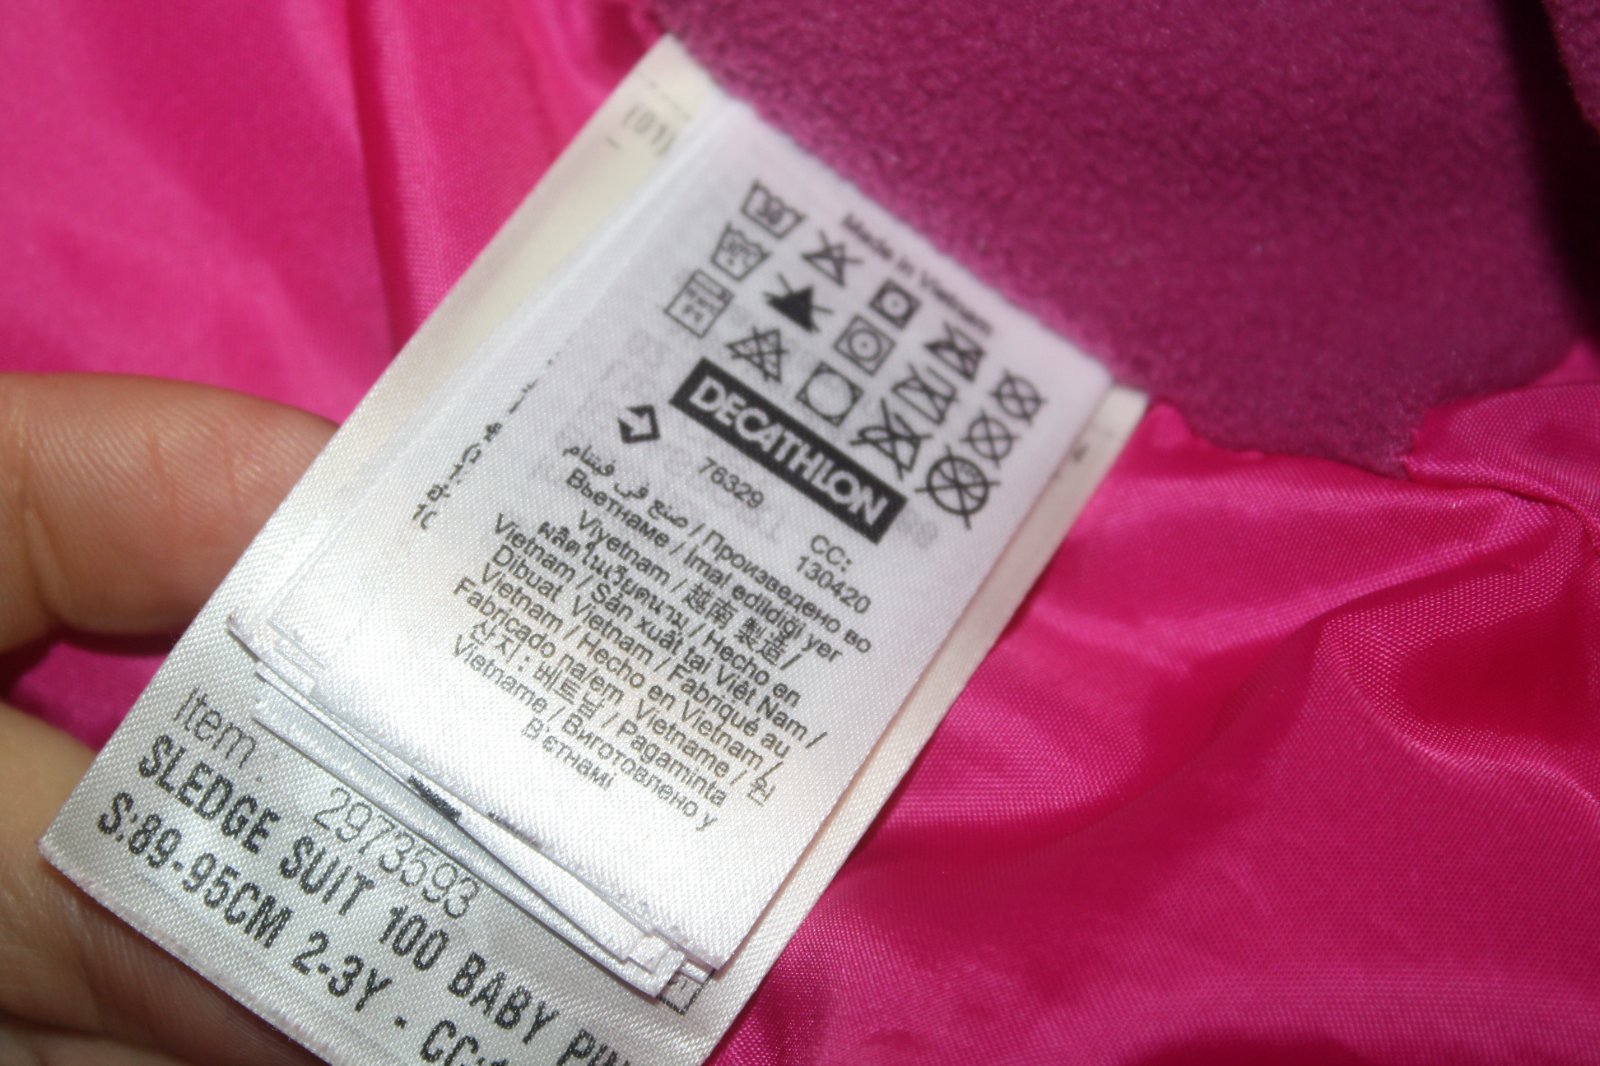 Made in Vietnam
DECATHLON
76329
CC:
130420
صنع في فيتنام / Произведено во
Вьетнаме / Imal edildiği yer
Viyetnam / 越南 製造 /
ผลิตในเวียดนาม / Hecho en
Vietnam / Sản xuất tại Việt Nam /
Dibuat Vietnam / Fabriqué au
Vietnam / Hecho en Vietnam /
Fabricado na/em Vietname / 원
산지 : 베트남 / Pagaminta
Vietname / Виготовлено у
В'єтнамі
Item : 2973593
SLEDGE SUIT 100 BABY
S:89-95CM 2-3Y - CC: